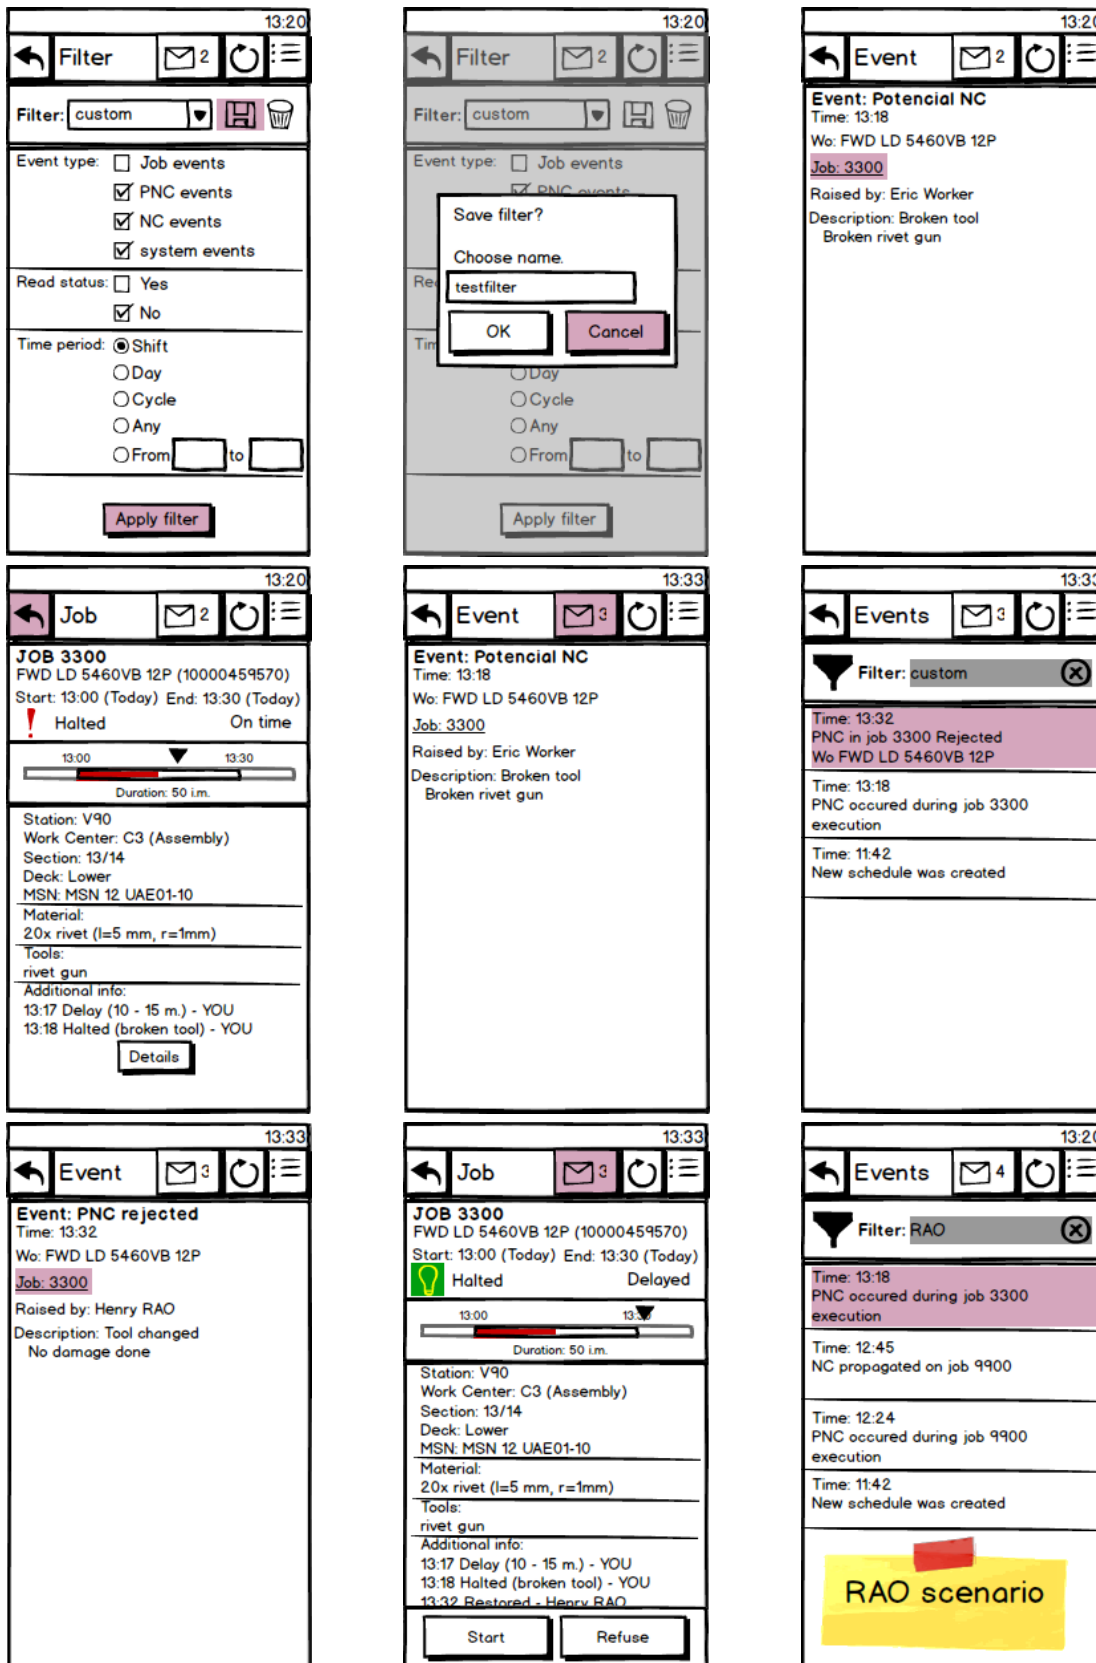 13:20
Filter
2
Filter: custom
Event type:
Job events
PNC events
NC events
system events
Read status:
Yes
No
Time period:
Shift
Day
Cycle
Any
From to
Apply filter
13:20
Filter
2
Filter: custom
Event type:
Job events
PNC events
Save filter?
Choose name.
testfilter
OK
Cancel
Day
Cycle
Any
From to
Apply filter
13:20
Event
2
Event: Potencial NC
Time: 13:18
Wo: FWD LD 5460VB 12P
Job: 3300
Raised by: Eric Worker
Description: Broken tool
Broken rivet gun
13:20
Job
2
JOB 3300
FWD LD 5460VB 12P (10000459570)
Start: 13:00 (Today) End: 13:30 (Today)
Halted On time
13:00 13:30
Duration: 50 i.m.
Station: V90
Work Center: C3 (Assembly)
Section: 13/14
Deck: Lower
MSN: MSN 12 UAE01-10
Material:
20x rivet (l=5 mm, r=1mm)
Tools:
rivet gun
Additional info:
13:17 Delay (10 - 15 m.) - YOU
13:18 Halted (broken tool) - YOU
Details
13:33
Event
3
Event: Potencial NC
Time: 13:18
Wo: FWD LD 5460VB 12P
Job: 3300
Raised by: Eric Worker
Description: Broken tool
Broken rivet gun
13:33
Events
3
Filter: custom
Time: 13:32
PNC in job 3300 Rejected
Wo FWD LD 5460VB 12P
Time: 13:18
PNC occured during job 3300
execution
Time: 11:42
New schedule was created
13:33
Event
3
Event: PNC rejected
Time: 13:32
Wo: FWD LD 5460VB 12P
Job: 3300
Raised by: Henry RAO
Description: Tool changed
No damage done
13:33
Job
3
JOB 3300
FWD LD 5460VB 12P (10000459570)
Start: 13:00 (Today) End: 13:30 (Today)
Halted Delayed
13:00 13:30
Duration: 50 i.m.
Station: V90
Work Center: C3 (Assembly)
Section: 13/14
Deck: Lower
MSN: MSN 12 UAE01-10
Material:
20x rivet (l=5 mm, r=1mm)
Tools:
rivet gun
Additional info:
13:17 Delay (10 - 15 m.) - YOU
13:18 Halted (broken tool) - YOU
13:32 Restored - Henry RAO
Start
Refuse
13:20
Events
4
Filter: RAO
Time: 13:18
PNC occured during job 3300
execution
Time: 12:45
NC propagated on job 9900
Time: 12:24
PNC occured during job 9900
execution
Time: 11:42
New schedule was created
RAO scenario